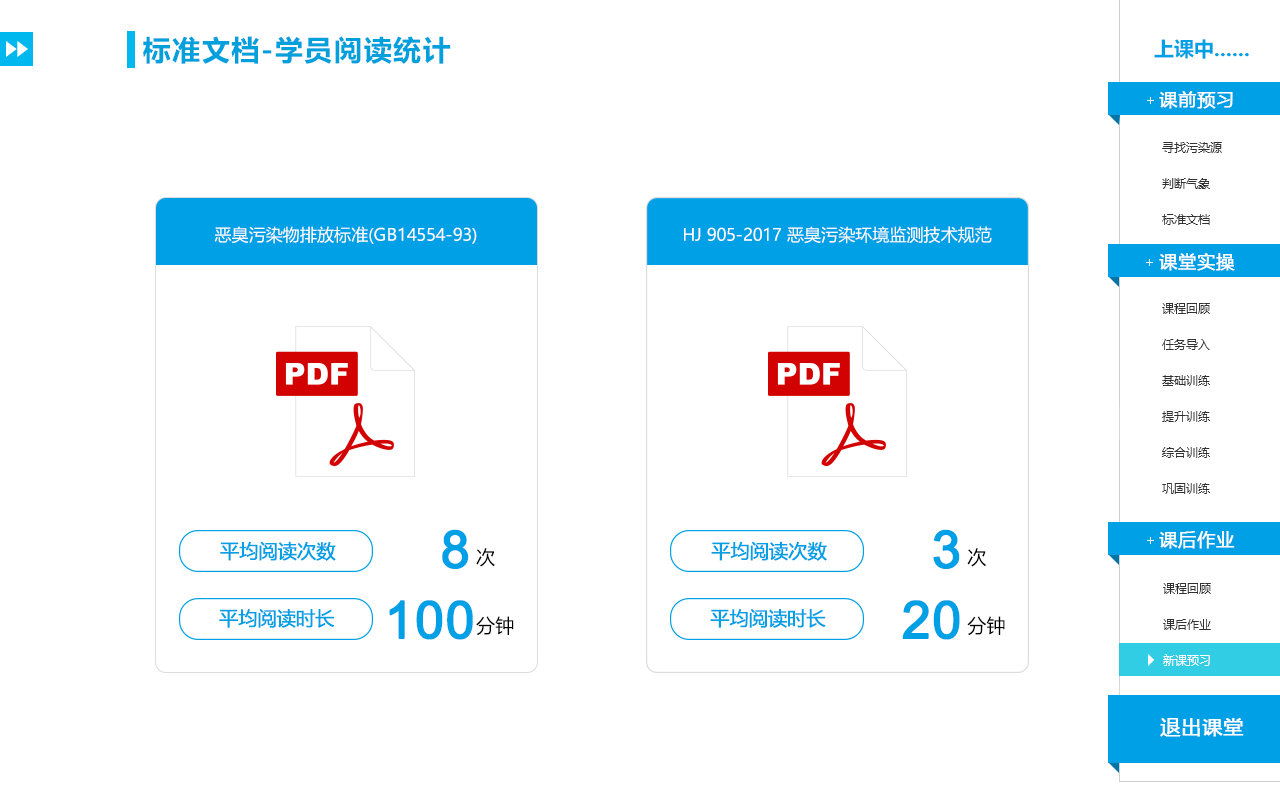 标准文档-学员阅读统计
恶臭污染物排放标准(GB14554-93)
PDF
平均阅读次数 8 次
平均阅读时长 100 分钟
HJ 905-2017 恶臭污染环境监测技术规范
PDF
平均阅读次数 3 次
平均阅读时长 20 分钟
上课中......
+ 课前预习
寻找污染源
判断气象
标准文档
+ 课堂实操
课程回顾
任务导入
基础训练
提升训练
综合训练
巩固训练
+ 课后作业
课程回顾
课后作业
新课预习
退出课堂